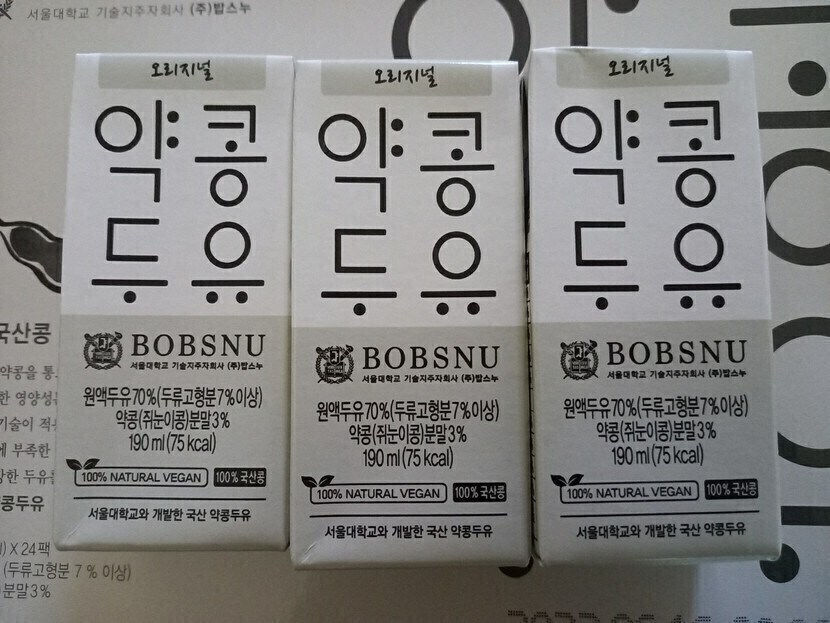 서울대학교 기술지주자회사 (주)밥스누
오리지널
약콩
두유
BOBSNU
서울대학교 기술지주자회사 (주)밥스누
원액두유70%(두류고형분7%이상)
약콩(쥐눈이콩)분말3%
190 ml (75 kcal)
100% NATURAL VEGAN 100% 국산콩
서울대학교와 개발한 국산 약콩두유
오리지널
약콩
두유
BOBSNU
서울대학교 기술지주자회사 (주)밥스누
원액두유70%(두류고형분7%이상)
약콩(쥐눈이콩)분말3%
190 ml (75 kcal)
100% NATURAL VEGAN 100% 국산콩
서울대학교와 개발한 국산 약콩두유
오리지널
약콩
두유
BOBSNU
서울대학교 기술지주자회사 (주)밥스누
원액두유70%(두류고형분7%이상)
약콩(쥐눈이콩)분말3%
190 ml (75 kcal)
100% NATURAL VEGAN 100% 국산콩
서울대학교와 개발한 국산 약콩두유
국산콩
약콩을
한
기술이
부족한
두유
콩두유
X 24팩
(두류고형분 7 % 이상)
분말3%